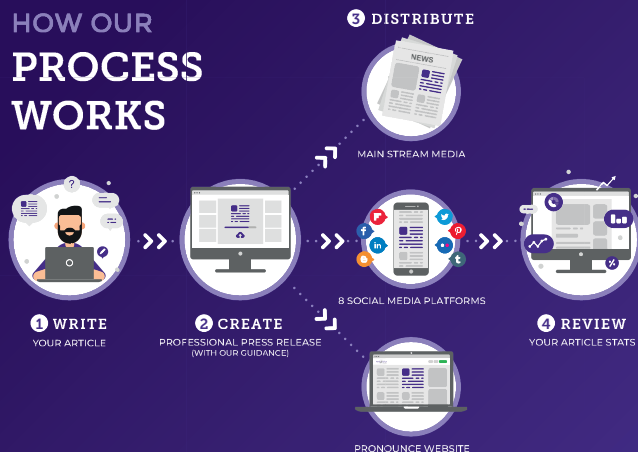 HOW OUR
PROCESS
WORKS
3 DISTRIBUTE
NEWS
MAIN STREAM MEDIA
?
1 WRITE
YOUR ARTICLE
2 CREATE
PROFESSIONAL PRESS RELEASE
(WITH OUR GUIDANCE)
f
in
t
8 SOCIAL MEDIA PLATFORMS
4 REVIEW
YOUR ARTICLE STATS
%
PRONOUNCE WEBSITE